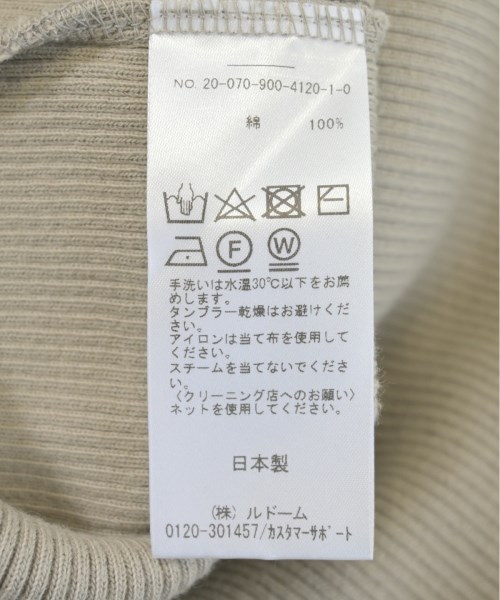 NO. 20-070-900-4120-1-0
綿 100%
F W
手洗いは水温30℃以下をお薦
めします。
タンブラー乾燥はお避けくだ
さい。
アイロンは当て布を使用して
ください。
スチームを当てないでくださ
い。
〈クリーニング店へのお願い〉
ネットを使用してください。
日本製
(株) ルドーム
0120-301457/ｶｽﾀﾏｰｻﾎﾟｰﾄ